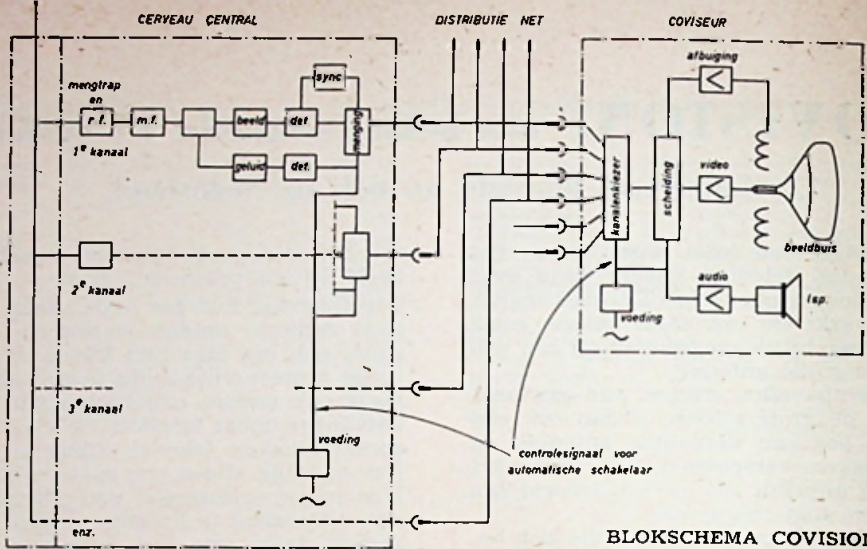 CERVEAU CENTRAL
DISTRIBUTIE NET
COVISEUR
mengtrap
en
r.f.
1e kanaal
m.f.
beeld
det.
sync
menging
geluid
det.
2e kanaal
3e kanaal
enz.
voeding
kanalenkiezer
scheiding
afbuiging
video
beeldbuis
audio
lsp.
voeding
controlesignaal voor
automatische schakelaar
BLOKSCHEMA COVISIO